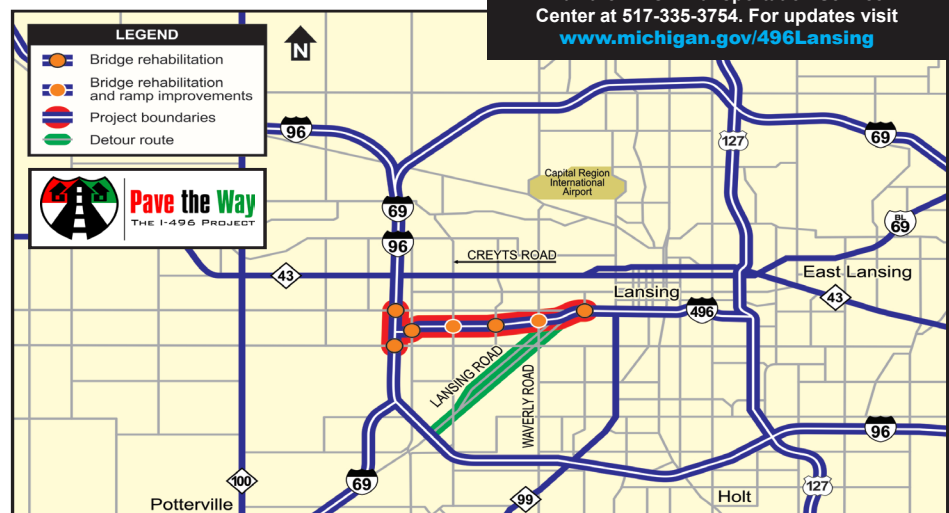 Center at 517-335-3754. For updates visit
www.michigan.gov/496Lansing
LEGEND
Bridge rehabilitation
Bridge rehabilitation
and ramp improvements
Project boundaries
Detour route
N
Pave the Way
THE I-496 PROJECT
96
69
127
Capital Region
International
Airport
69
96
BL
69
CREYTS ROAD
43
East Lansing
Lansing
43
496
LANSING ROAD
WAVERLY ROAD
96
100
69
127
Potterville
99
Holt